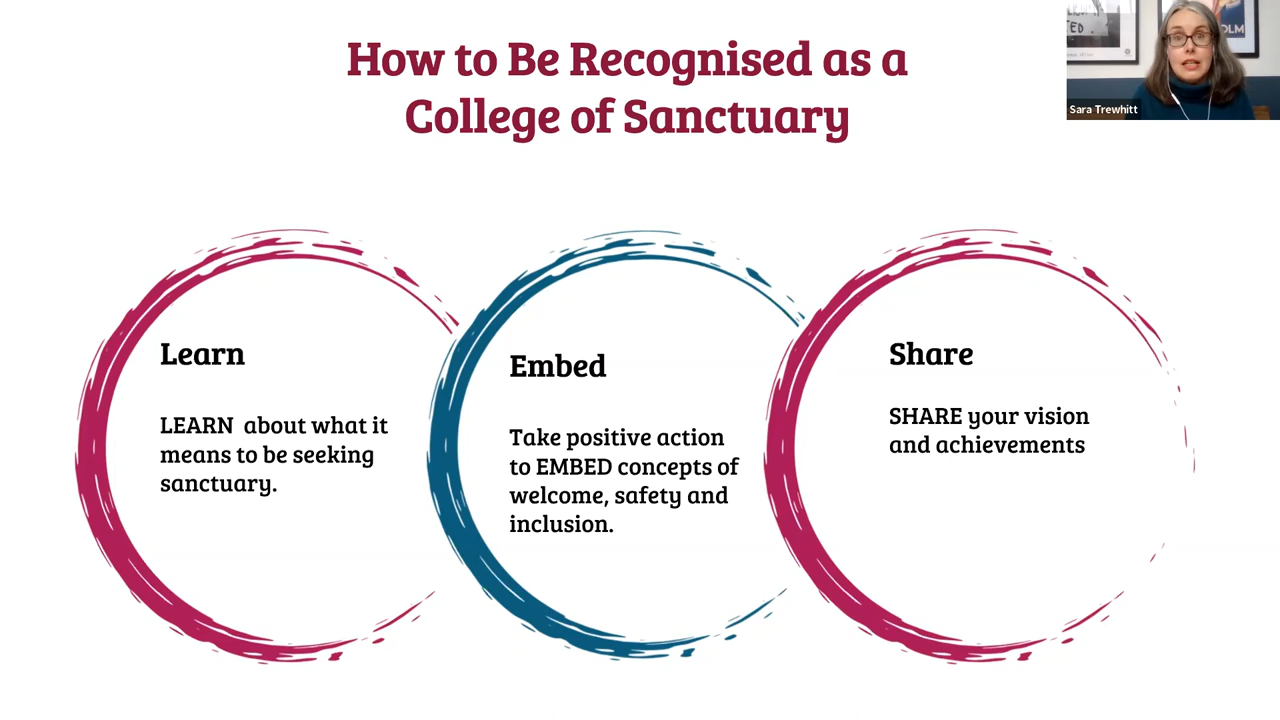 How to Be Recognised as a
College of Sanctuary
Sara Trewhitt
Learn
LEARN  about what it
means to be seeking
sanctuary.
Embed
Take positive action
to EMBED concepts of
welcome, safety and
inclusion.
Share
SHARE your vision
and achievements